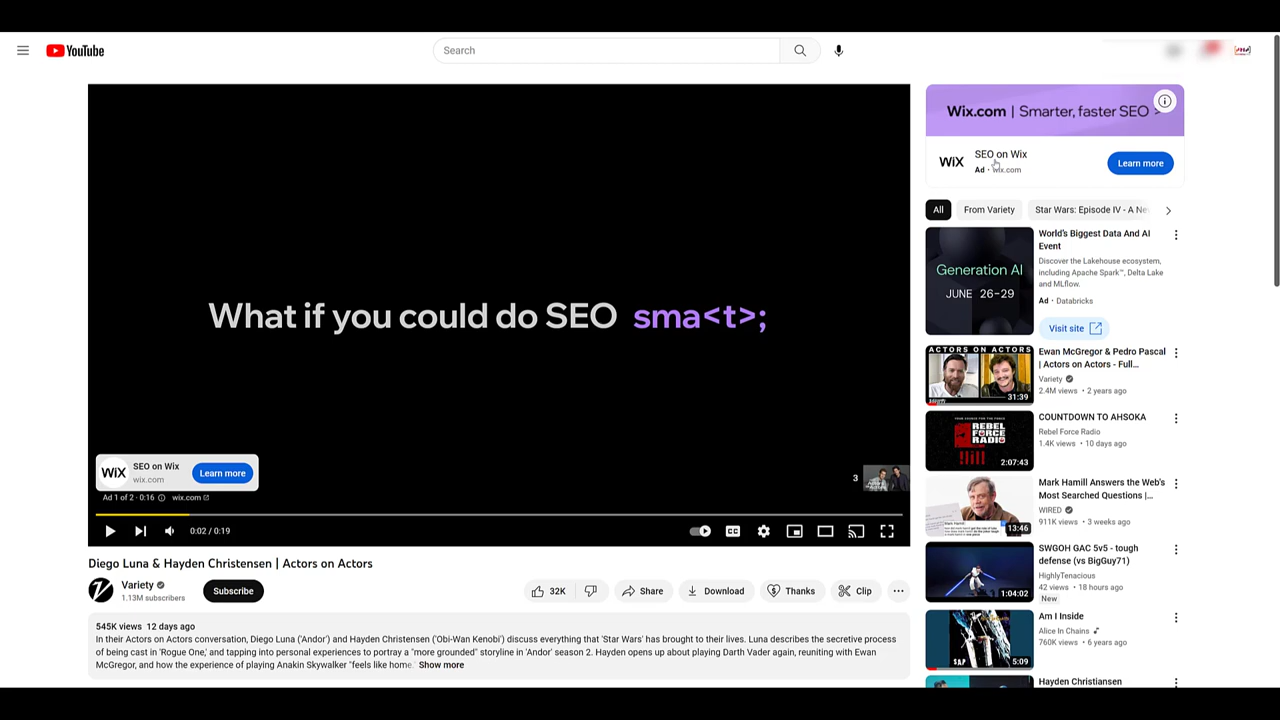 YouTube
Search
What if you could do SEO sma<t>;
WiX
SEO on Wix
wix.com
Learn more
Ad 1 of 2 · 0:16
wix.com
3
0:02 / 0:19
CC
Diego Luna & Hayden Christensen | Actors on Actors
Variety
1.13M subscribers
Subscribe
32K
Share
Download
Thanks
Clip
545K views 12 days ago
In their Actors on Actors conversation, Diego Luna ('Andor') and Hayden Christensen ('Obi-Wan Kenobi') discuss everything that 'Star Wars' has brought to their lives. Luna describes the secretive process
of being cast in 'Rogue One,' and tapping into personal experiences to portray a "more grounded" storyline in 'Andor' season 2. Hayden opens up about playing Darth Vader again, reuniting with Ewan
McGregor, and how the experience of playing Anakin Skywalker "feels like home." Show more
Wix.com | Smarter, faster SEO >
WiX
SEO on Wix
Ad · wix.com
Learn more
All
From Variety
Star Wars: Episode IV - A Ne
Generation AI
JUNE 26-29
World's Biggest Data And AI
Event
Discover the Lakehouse ecosystem,
including Apache Spark™, Delta Lake
and MLflow.
Ad · Databricks
Visit site
ACTORS ON ACTORS
31:39
Ewan McGregor & Pedro Pascal
| Actors on Actors - Full...
Variety
2.4M views · 2 years ago
REBEL
FORCE
RADIO
2:07:43
COUNTDOWN TO AHSOKA
Rebel Force Radio
1.4K views · 10 days ago
13:46
Mark Hamill Answers the Web's
Most Searched Questions |...
WIRED
911K views · 3 weeks ago
1:04:02
SWGOH GAC 5v5 - tough
defense (vs BigGuy71)
HighlyTenacious
42 views · 18 hours ago
New
SAP
5:09
Am I Inside
Alice In Chains
760K views · 6 years ago
Hayden Christiansen